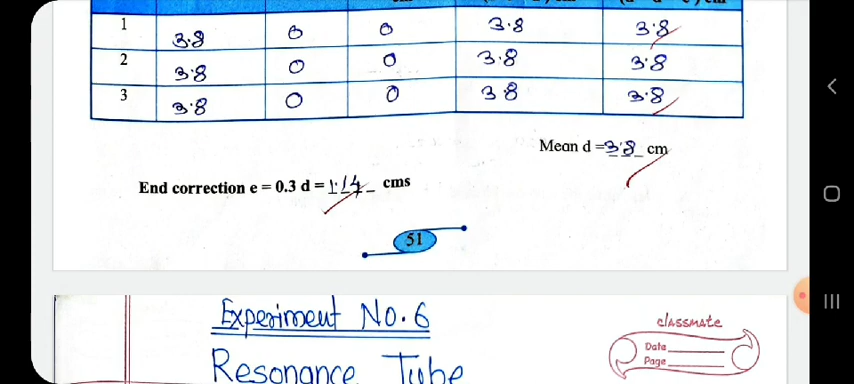 1 3.8 0 0 3.8 3.8
2 3.8 0 0 3.8 3.8
3 3.8 0 0 3.8 3.8
Mean d = 3.8 cm
End correction e = 0.3 d = 1.14 cms
51
Experiment No. 6
classmate
Date
Page
Resonance Tube